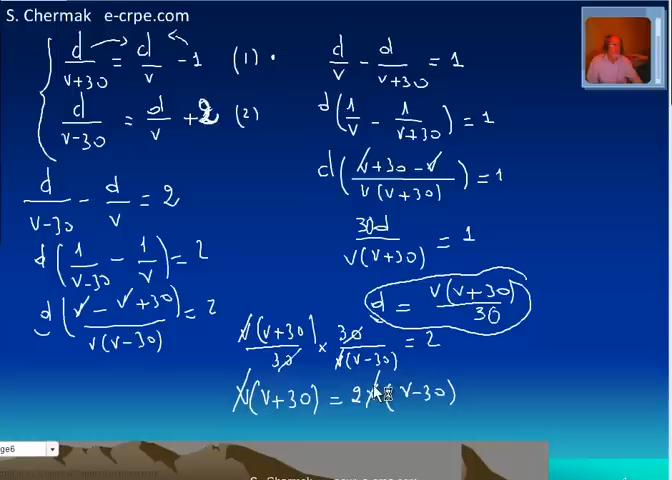 S. Chermak e-crpe.com
d/(v+30) = d/v - 1 (1) •
d/(v-30) = d/v + 2 (2)
d/(v-30) - d/v = 2
d(1/(v-30) - 1/v) = 2
d((v - v+30)/(v(v-30))) = 2
d/v - d/(v+30) = 1
d(1/v - 1/(v+30)) = 1
d((v+30-v)/(v(v+30))) = 1
30d/(v(v+30)) = 1
d = v(v+30)/30
v(v+30)/30 × 30/(v(v-30)) = 2
v(v+30) = 2v(v-30)
ge6